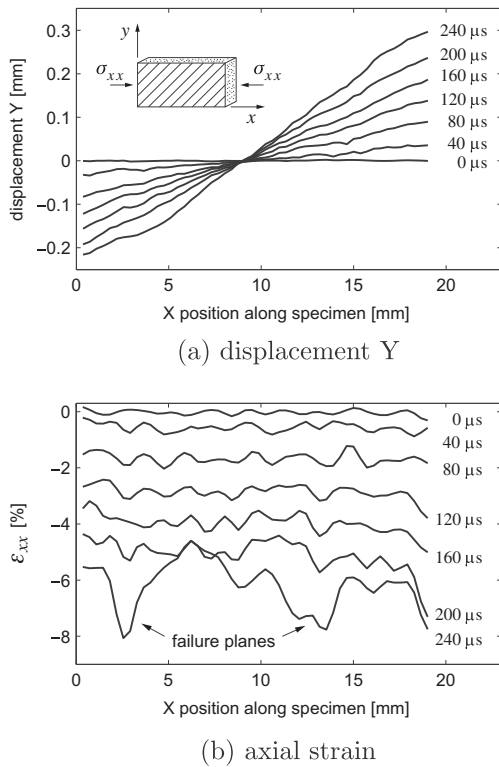 0.3
0.2
0.1
0
−0.1
−0.2
displacement Y [mm]
y
σxx
σxx
x
240 μs
200 μs
160 μs
120 μs
80 μs
40 μs
0 μs
0
5
10
15
20
X position along specimen [mm]
(a) displacement Y
0
−2
−4
−6
−8
εxx [%]
0 μs
40 μs
80 μs
120 μs
160 μs
200 μs
240 μs
failure planes
0
5
10
15
20
X position along specimen [mm]
(b) axial strain